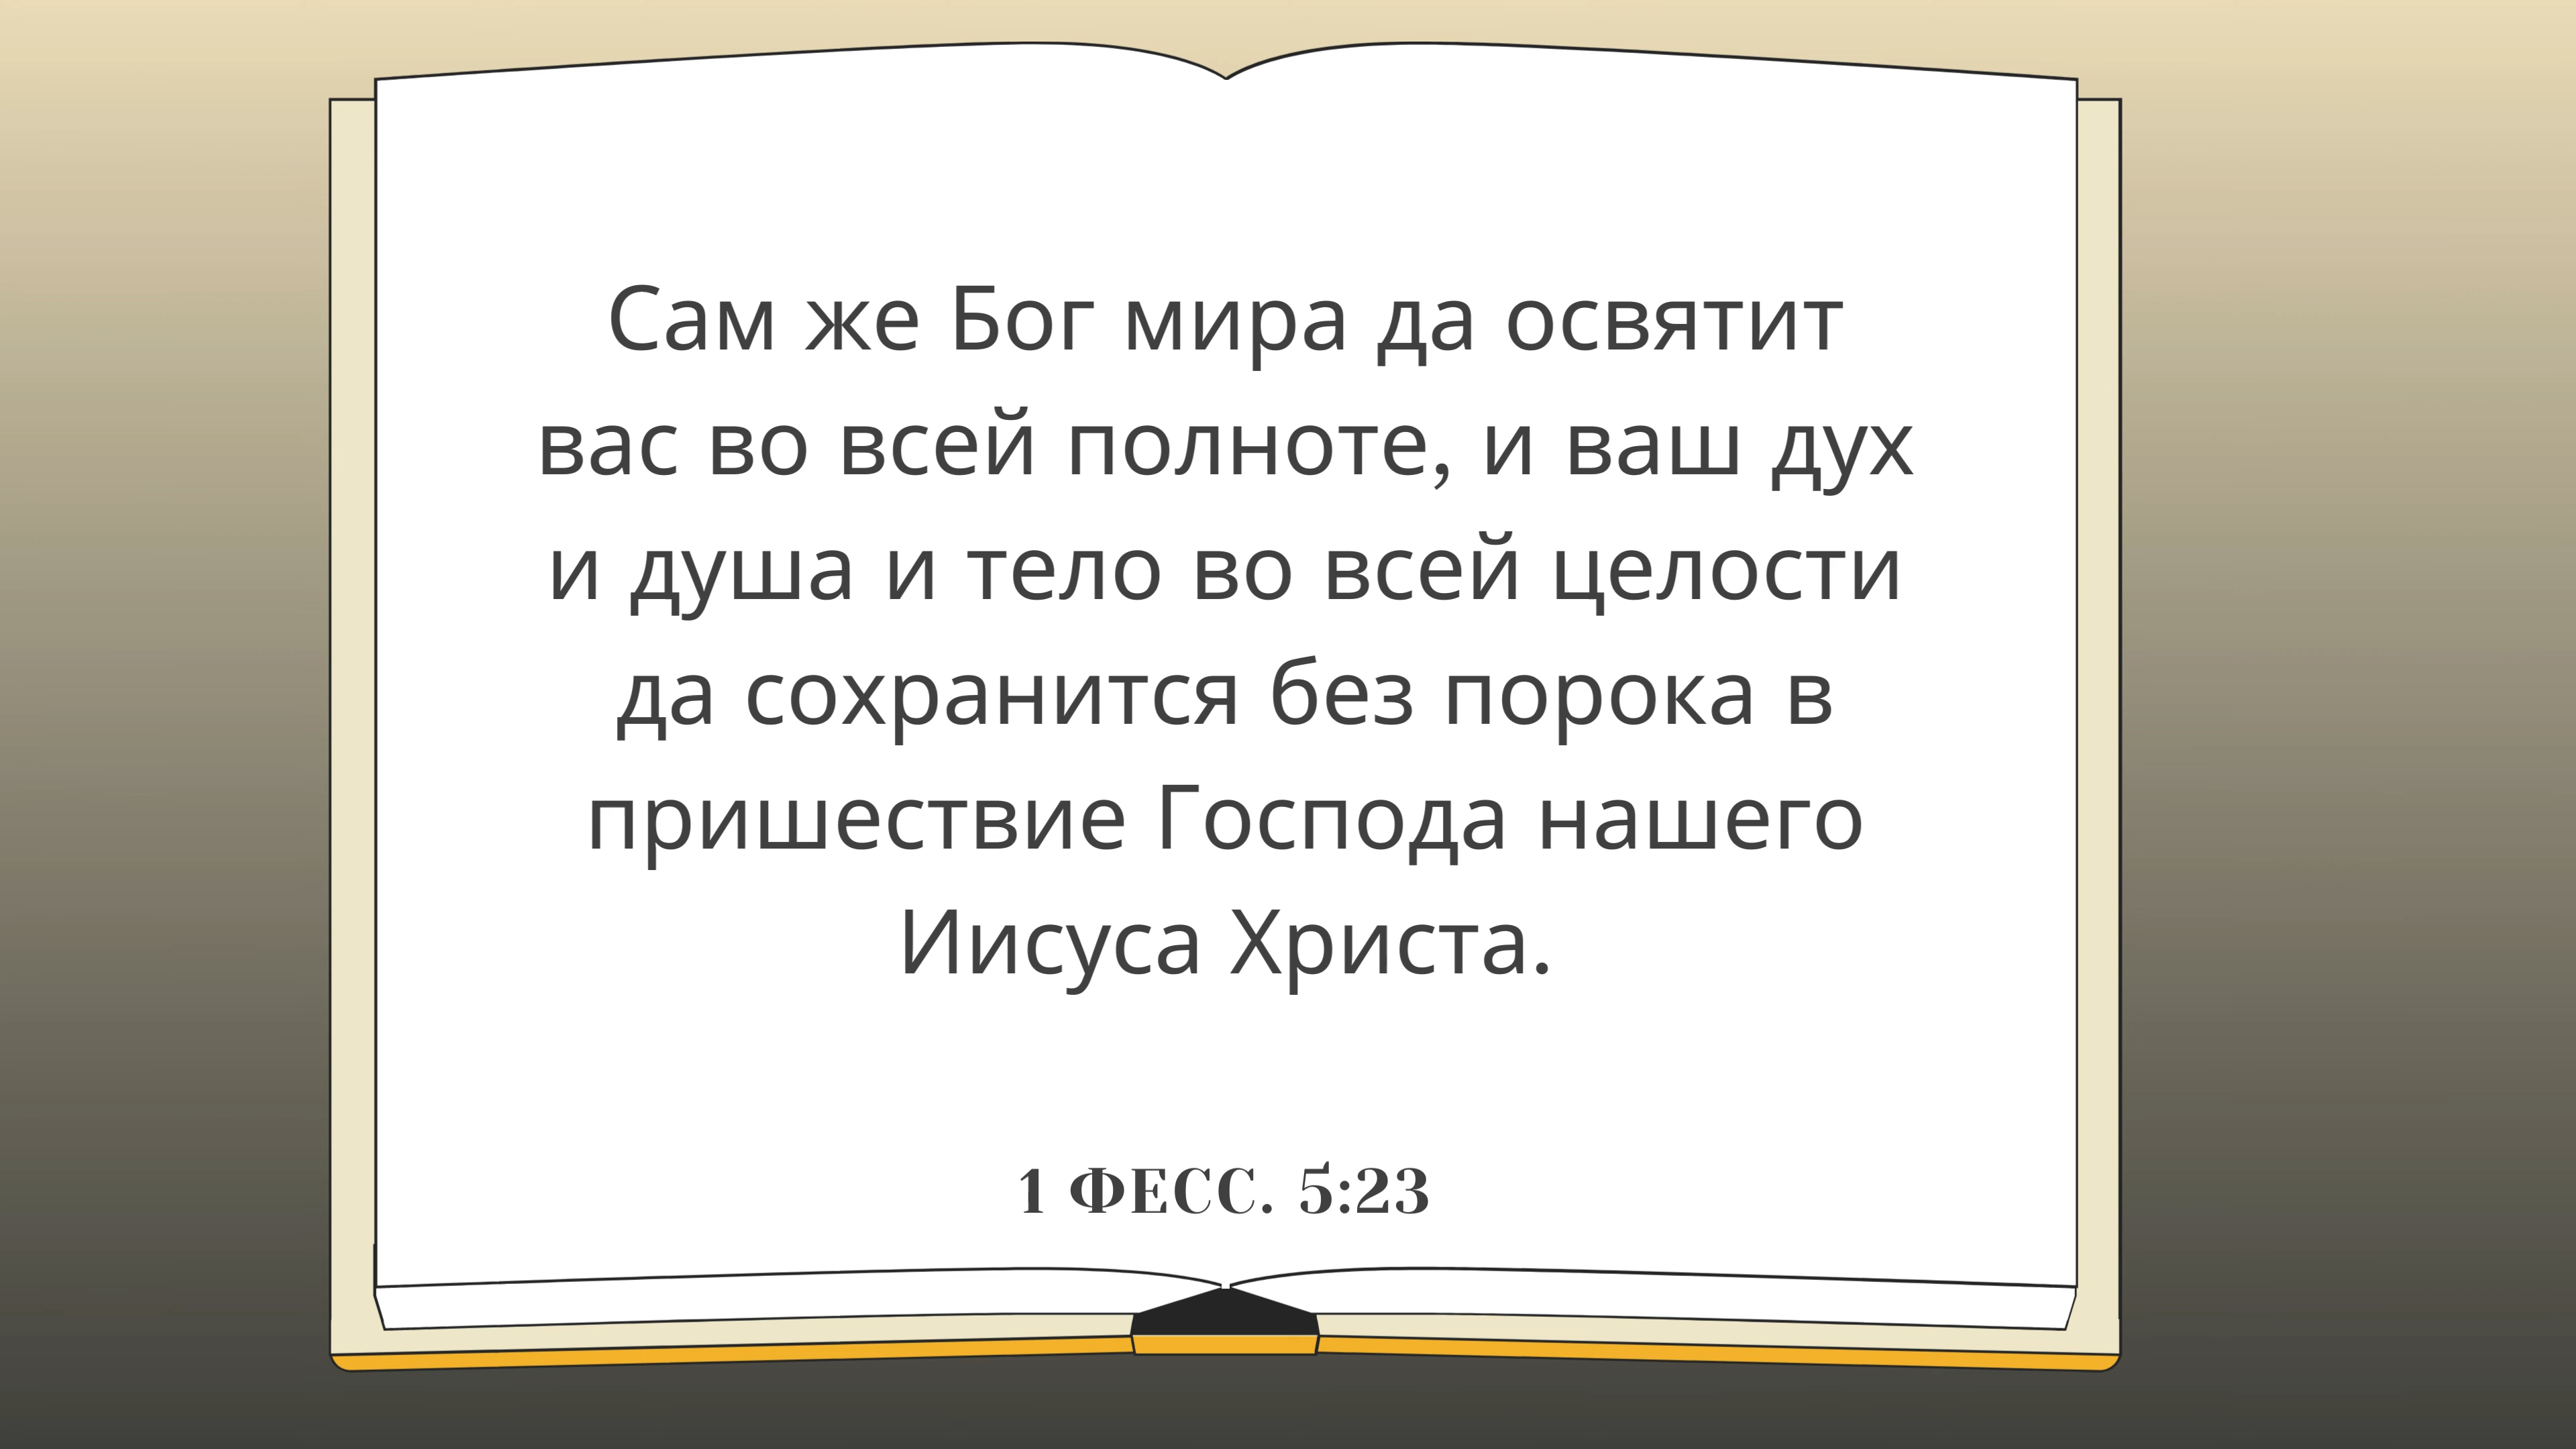 Сам же Бог мира да освятит
вас во всей полноте, и ваш дух
и душа и тело во всей целости
да сохранится без порока в
пришествие Господа нашего
Иисуса Христа.
1 ФЕСС. 5:23